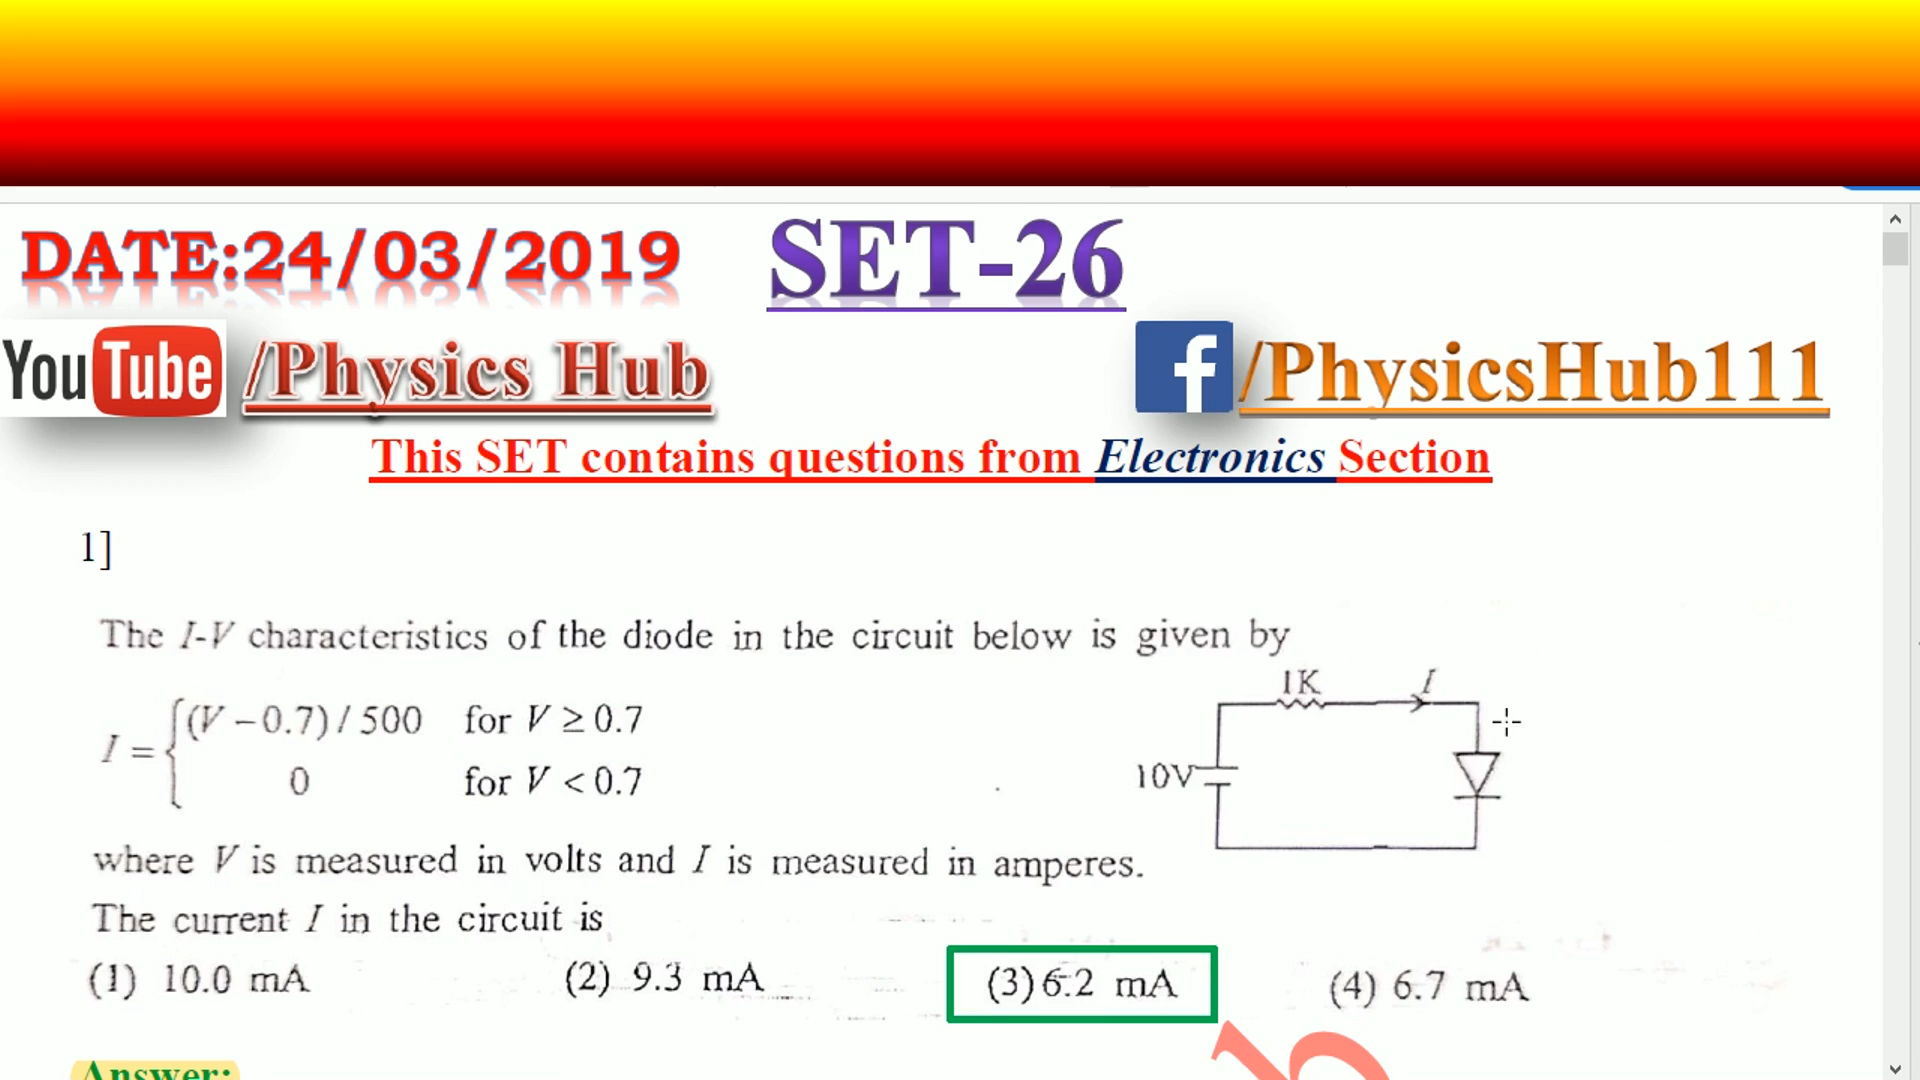 DATE:24/03/2019 SET-26
YouTube /Physics Hub f /PhysicsHub111
This SET contains questions from Electronics Section
1]
The I-V characteristics of the diode in the circuit below is given by
1K I
I = { (V – 0.7) / 500 for V ≥ 0.7
0 for V < 0.7
10V
where V is measured in volts and I is measured in amperes.
The current I in the circuit is
(1) 10.0 mA (2) 9.3 mA (3) 6.2 mA (4) 6.7 mA
Answer: